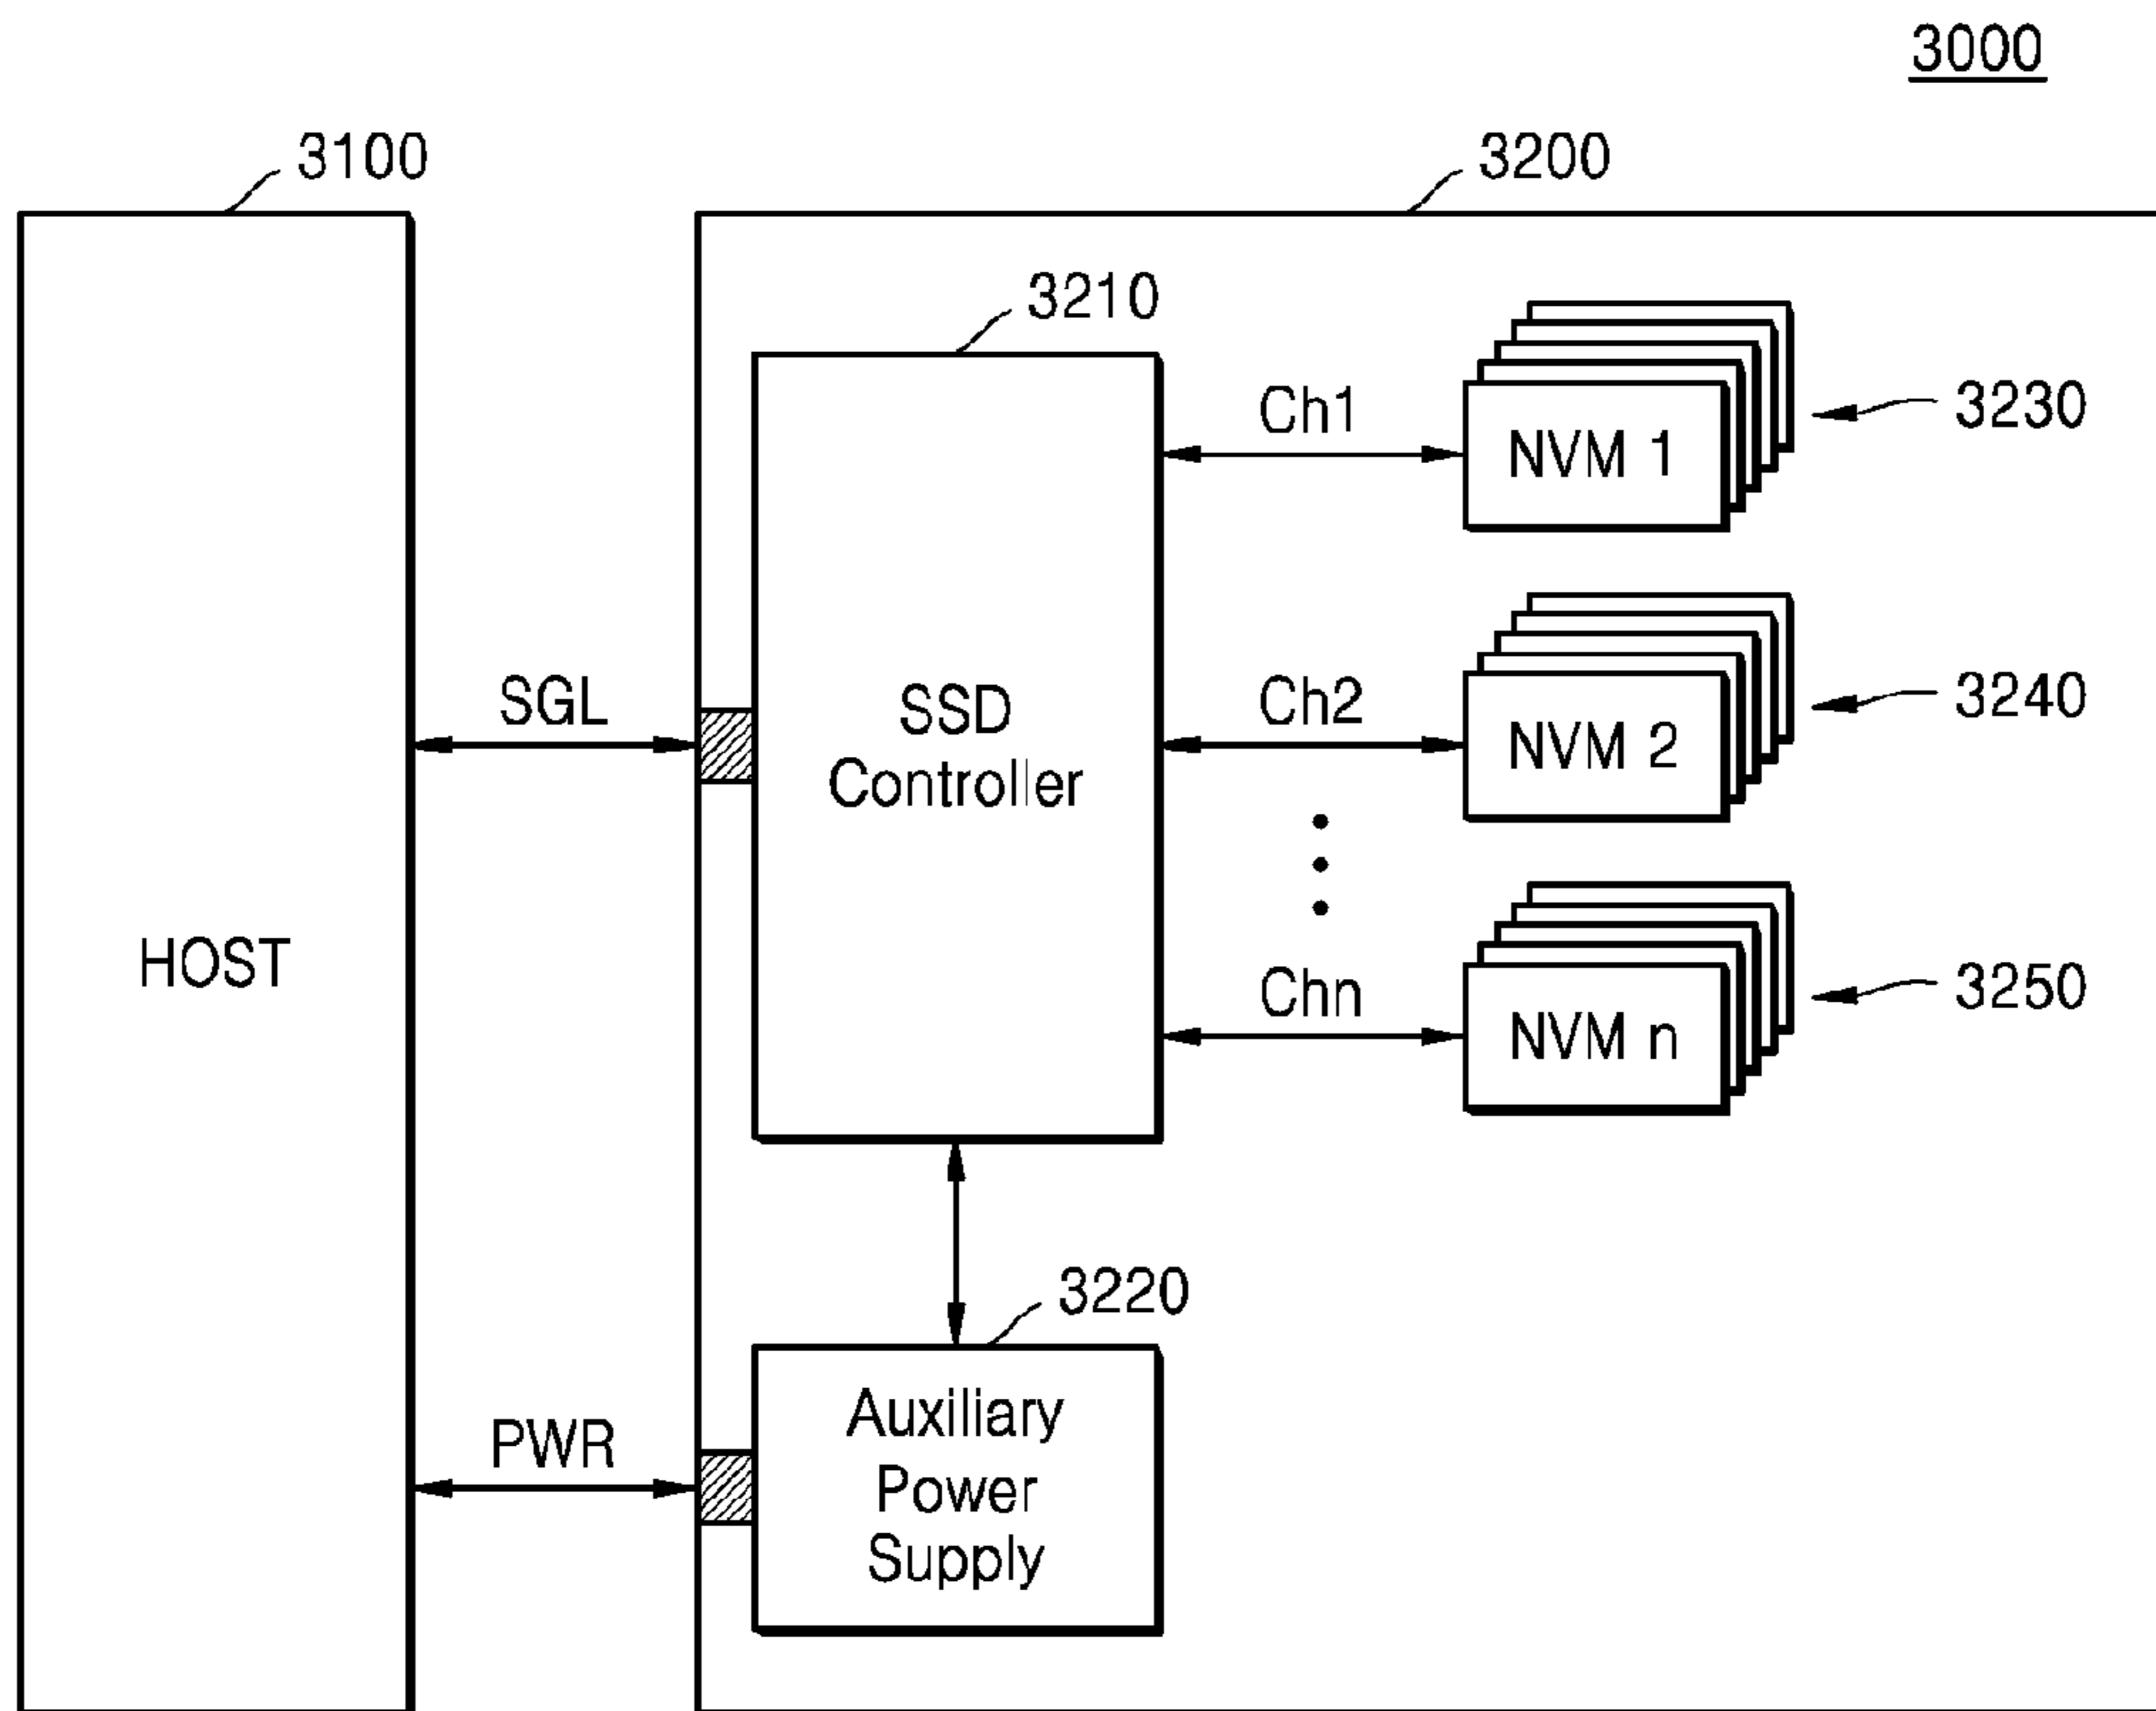 3000
3100
3200
3210
Ch1
NVM 1
3230
SGL
SSD
Controller
Ch2
NVM 2
3240
HOST
Chn
NVM n
3250
3220
PWR
Auxiliary
Power
Supply